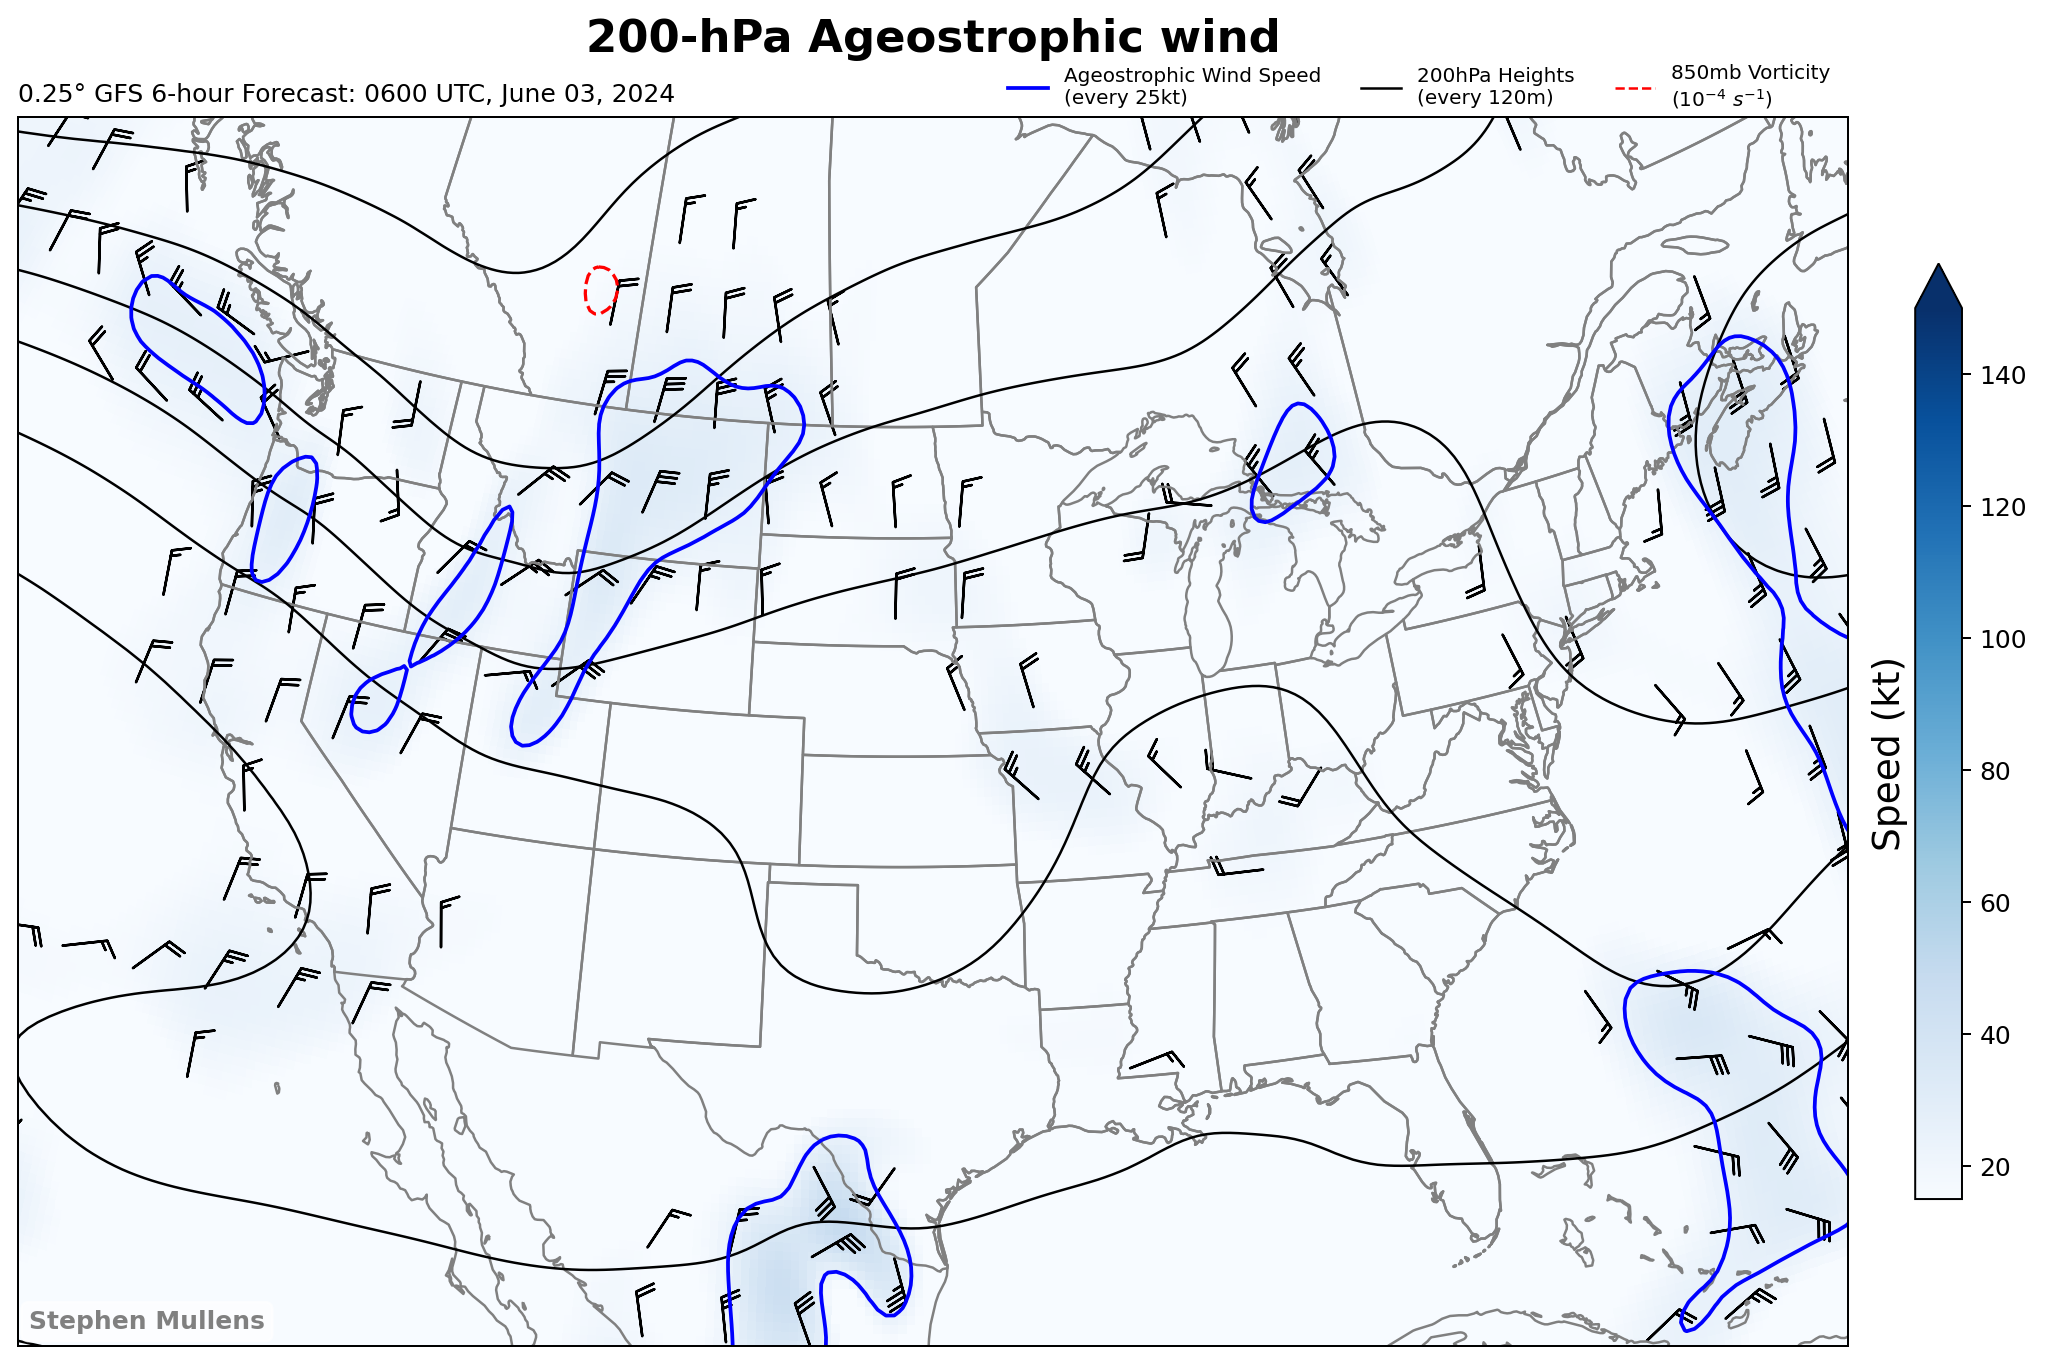 200-hPa Ageostrophic wind
0.25° GFS 6-hour Forecast: 0600 UTC, June 03, 2024
Ageostrophic Wind Speed
(every 25kt)
200hPa Heights
(every 120m)
850mb Vorticity
(10⁻⁴ s⁻¹)
140
120
100
80
60
40
20
Speed (kt)
Stephen Mullens